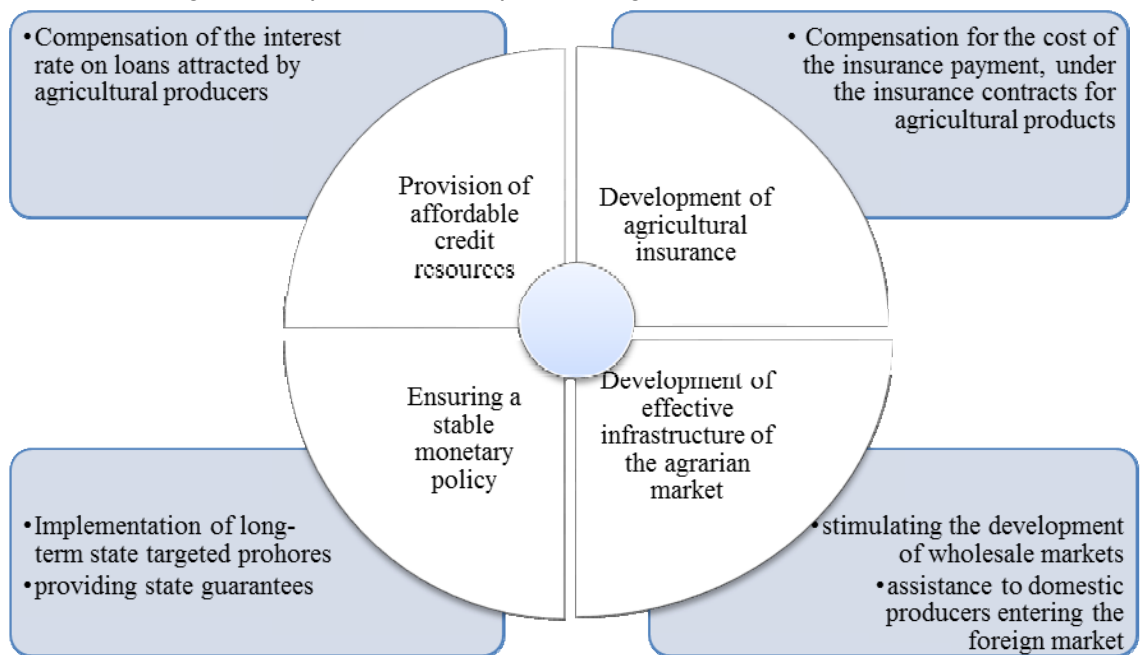 •Compensation of the interest
rate on loans attracted by
agricultural producers
• Compensation for the cost of
the insurance payment, under
the insurance contracts for
agricultural products
Provision of
affordable
credit
resources
Development of
agricultural
insurance
Ensuring a
stable
monetary
policy
Development of
effective
infrastructure of
the agrarian
market
•Implementation of long-
term state targeted prohores
•providing state guarantees
•stimulating the development
of wholesale markets
•assistance to domestic
producers entering the
foreign market